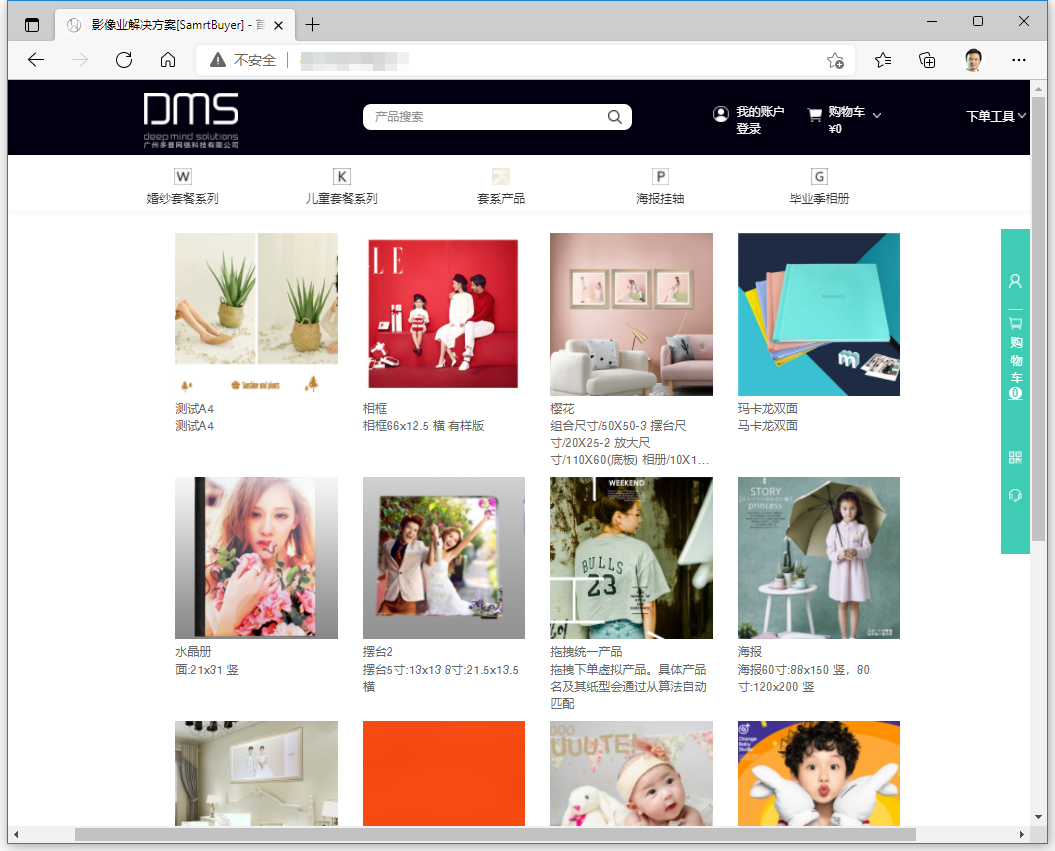 影像业解决方案[SamrtBuyer] - 首
不安全
DMS
deep mind solutions
广州多普网络科技有限公司
产品搜索
我的账户
登录
购物车
¥0
下单工具
W
K
P
G
婚纱套餐系列
儿童套餐系列
套系产品
海报挂轴
毕业季相册
购物车
0
Sunshine and plants
LE
测试A4
测试A4
相框
相框66x12.5 横 有样版
樱花
组合尺寸/50X50-3 摆台尺
寸/20X25-2 放大尺
寸/110X60(底板) 相册/10X1...
玛卡龙双面
马卡龙双面
WEEKEND
BULLS
23
STORY
princess
水晶册
面:21x31 竖
摆台2
摆台5寸:13x13 8寸:21.5x13.5
横
拖拽统一产品
拖拽下单虚拟产品。具体产品
名及其纸型会通过从算法自动
匹配
海报
海报60寸:88x150 竖，80
寸:120x200 竖
Orange
Baby
Studio